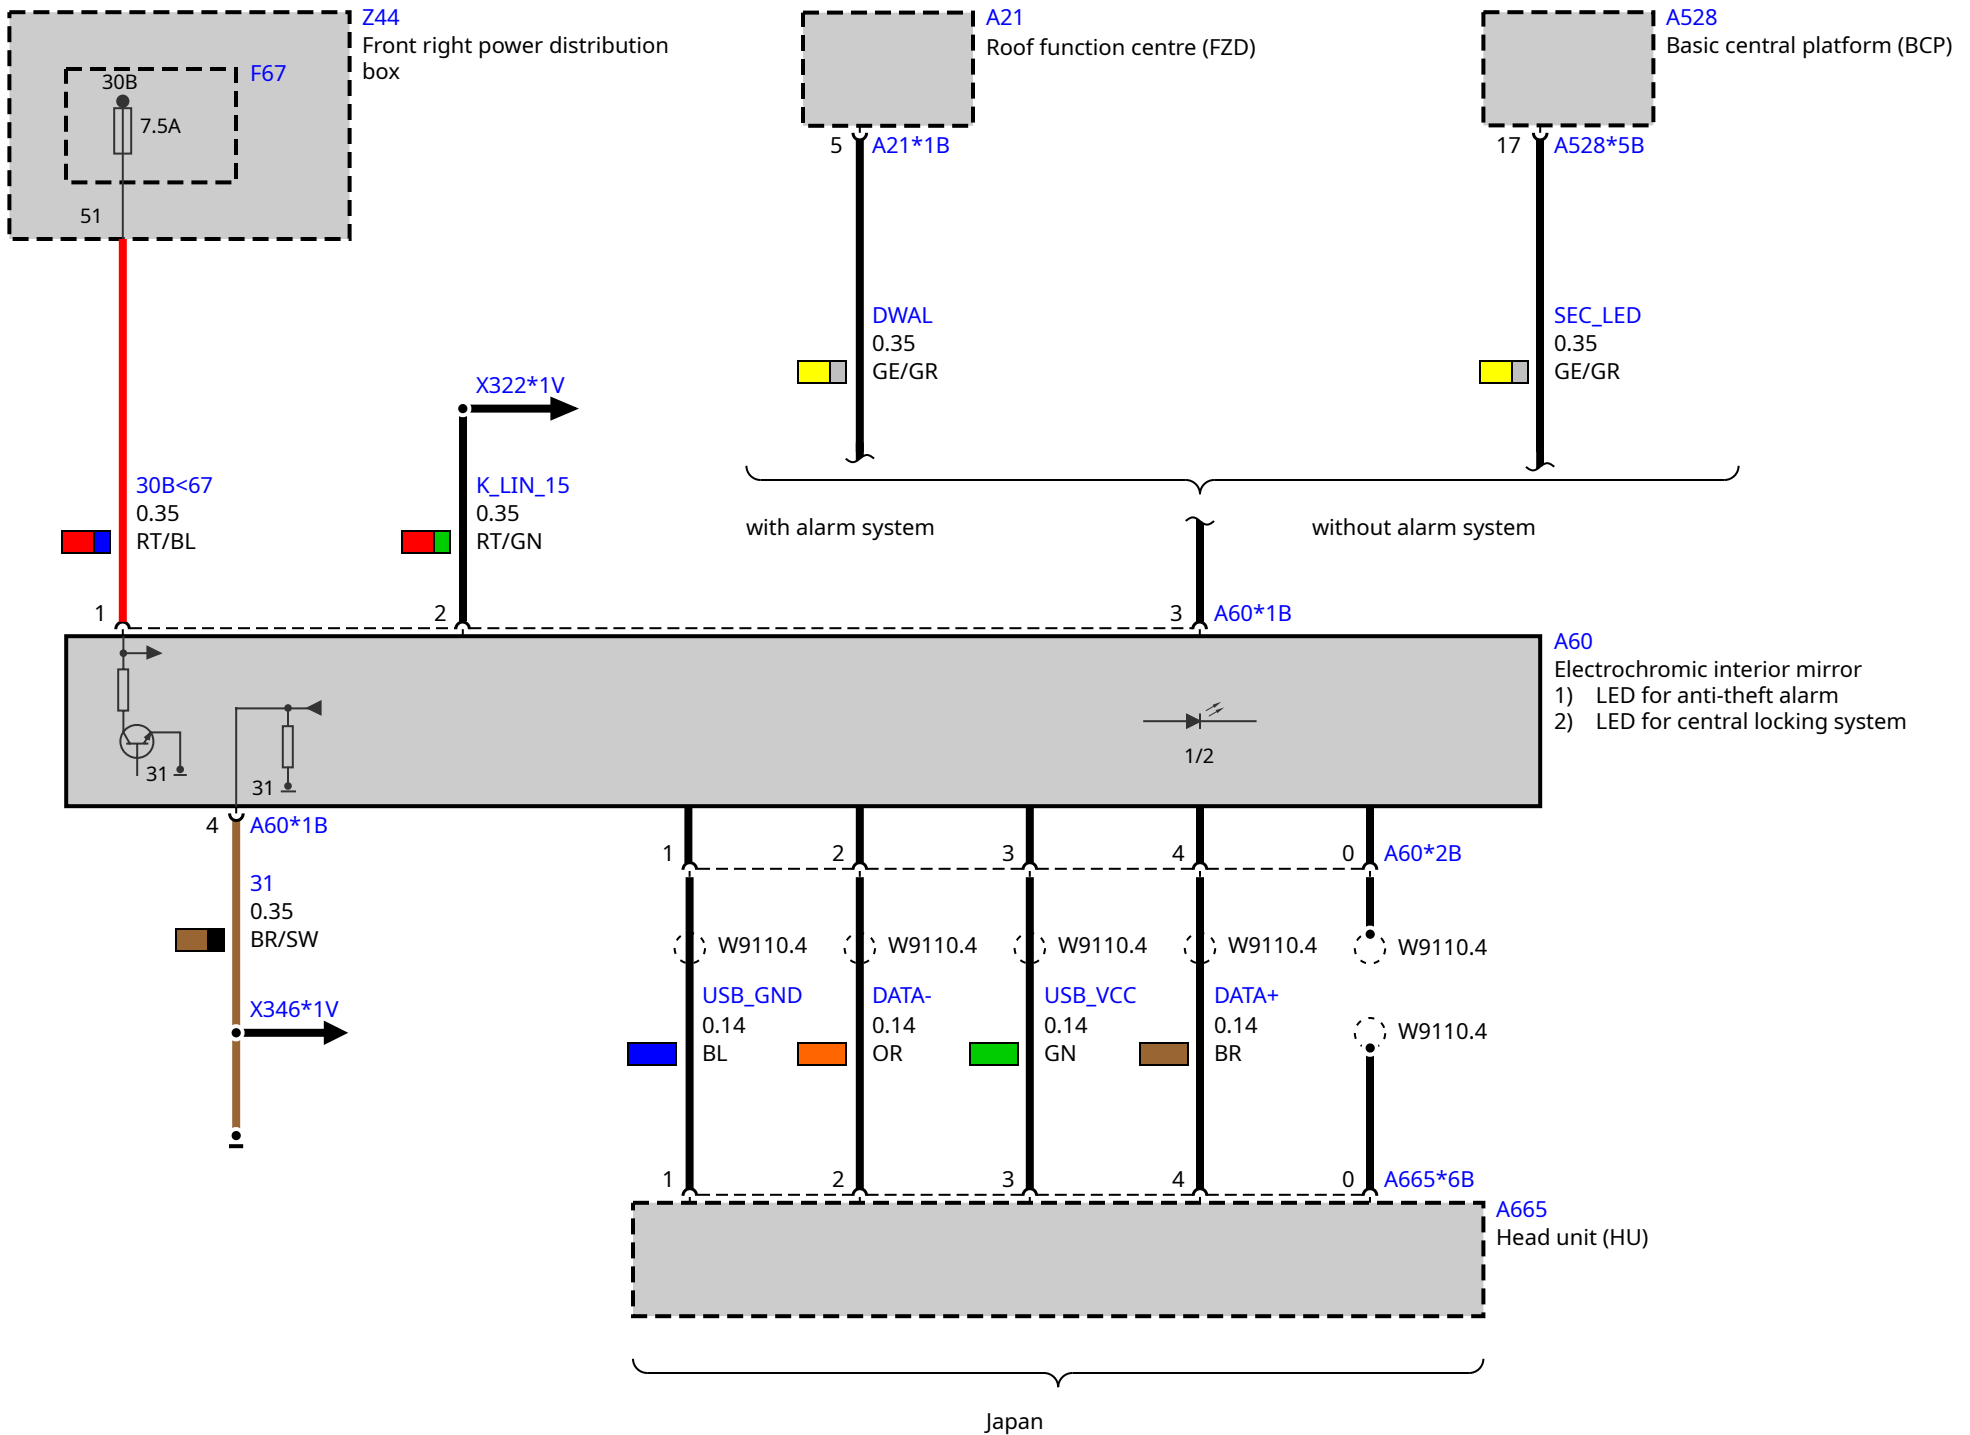 Z44
Front right power distribution
box
F67
30B
7.5A
51
A21
Roof function centre (FZD)
5
A21*1B
A528
Basic central platform (BCP)
17
A528*5B
DWAL
0.35
GE/GR
SEC_LED
0.35
GE/GR
X322*1V
30B<67
0.35
RT/BL
K_LIN_15
0.35
RT/GN
with alarm system
without alarm system
1
2
3
A60*1B
A60
Electrochromic interior mirror
1) LED for anti-theft alarm
2) LED for central locking system
31
31
1/2
4
A60*1B
31
0.35
BR/SW
X346*1V
1
2
3
4
0
A60*2B
W9110.4
W9110.4
W9110.4
W9110.4
W9110.4
USB_GND
0.14
BL
DATA-
0.14
OR
USB_VCC
0.14
GN
DATA+
0.14
BR
W9110.4
1
2
3
4
0
A665*6B
A665
Head unit (HU)
Japan